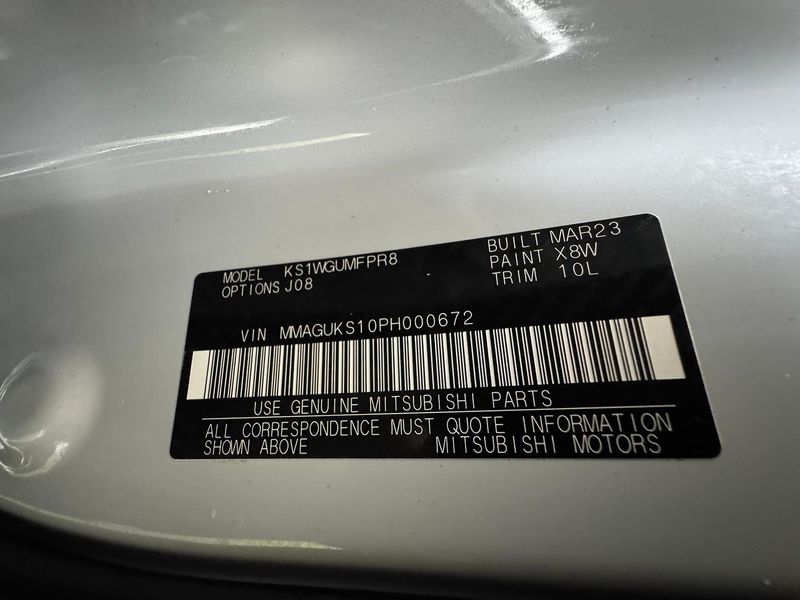 MODEL KS1WGUMFPR8 BUILT MAR23
OPTIONS J08 PAINT X8W
TRIM 10L
VIN MMAGUKS10PH000672
USE GENUINE MITSUBISHI PARTS
ALL CORRESPONDENCE MUST QUOTE INFORMATION
SHOWN ABOVE MITSUBISHI MOTORS